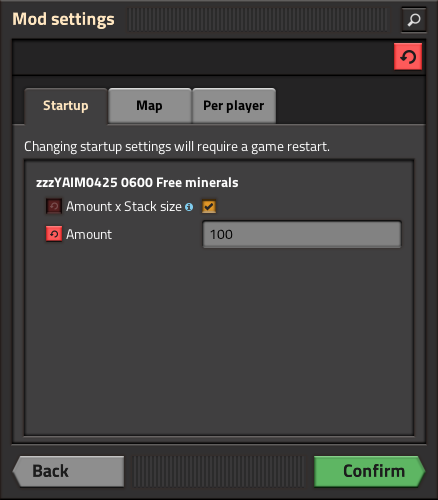 Mod settings
Startup
Map
Per player
Changing startup settings will require a game restart.
zzzYAIM0425 0600 Free minerals
Amount x Stack size
Amount
100
Back
Confirm